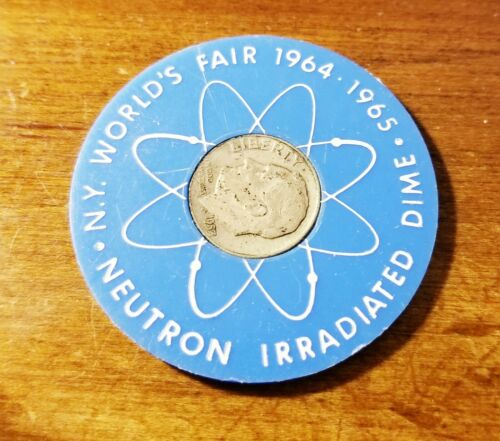 • N.Y. WORLD'S FAIR 1964 • 1965 •
NEUTRON IRRADIATED DIME
LIBERTY